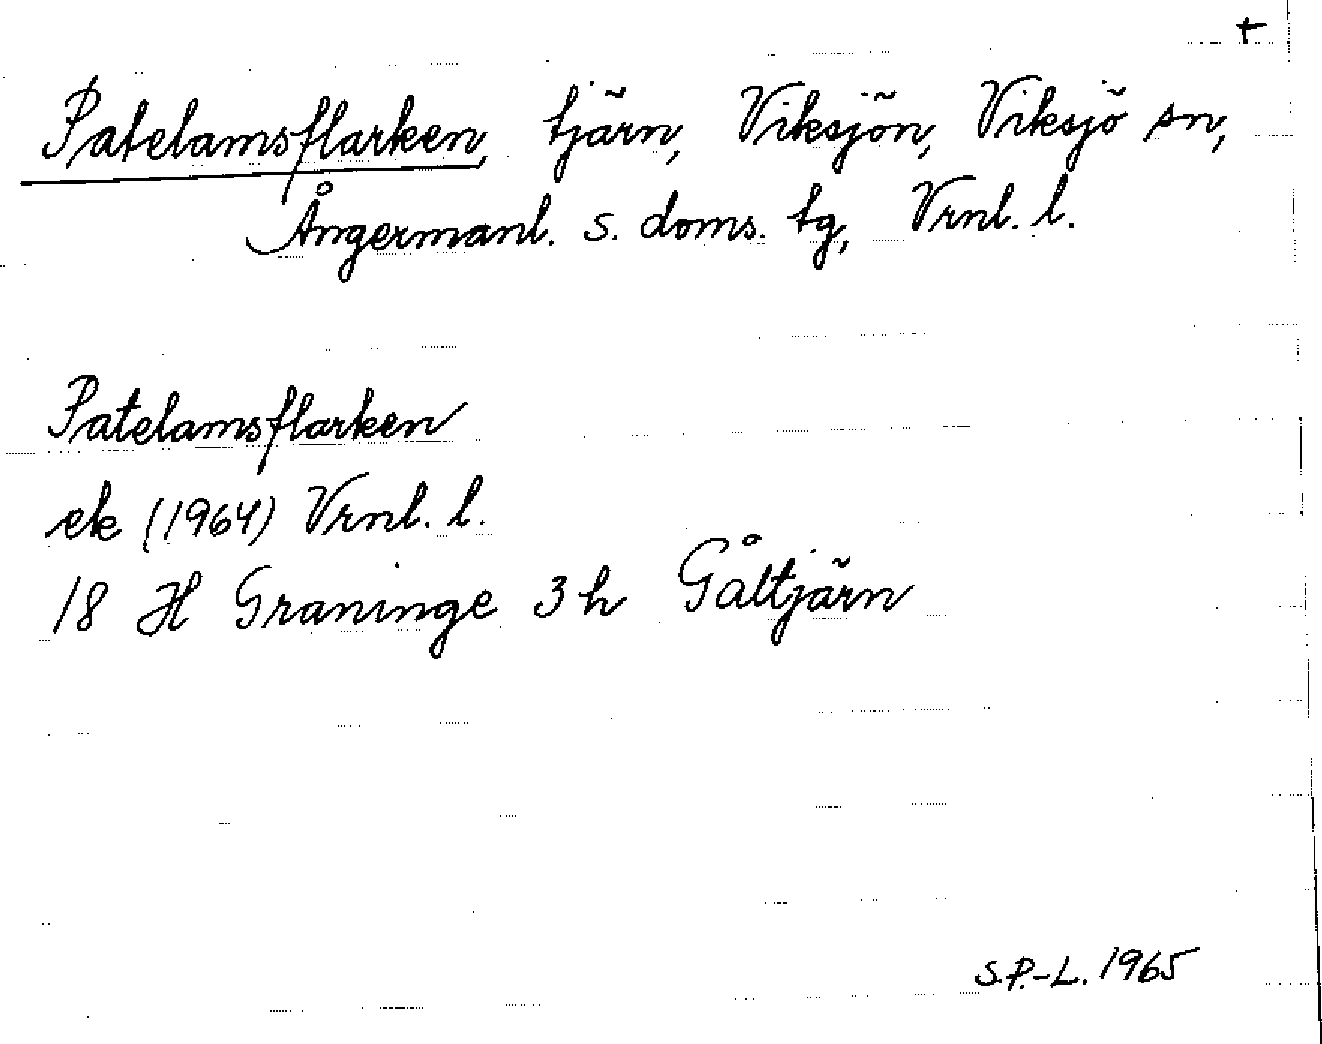 +
Patelamsflarken, tjärn, Viksjön, Viksjö sn,
Ångermanl. s. doms. tg, Vrnl. l.
Patelamsflarken
ek (1964) Vrnl. l.
18 H Graninge 3 h Gåltjärn
S.P.-L. 1965